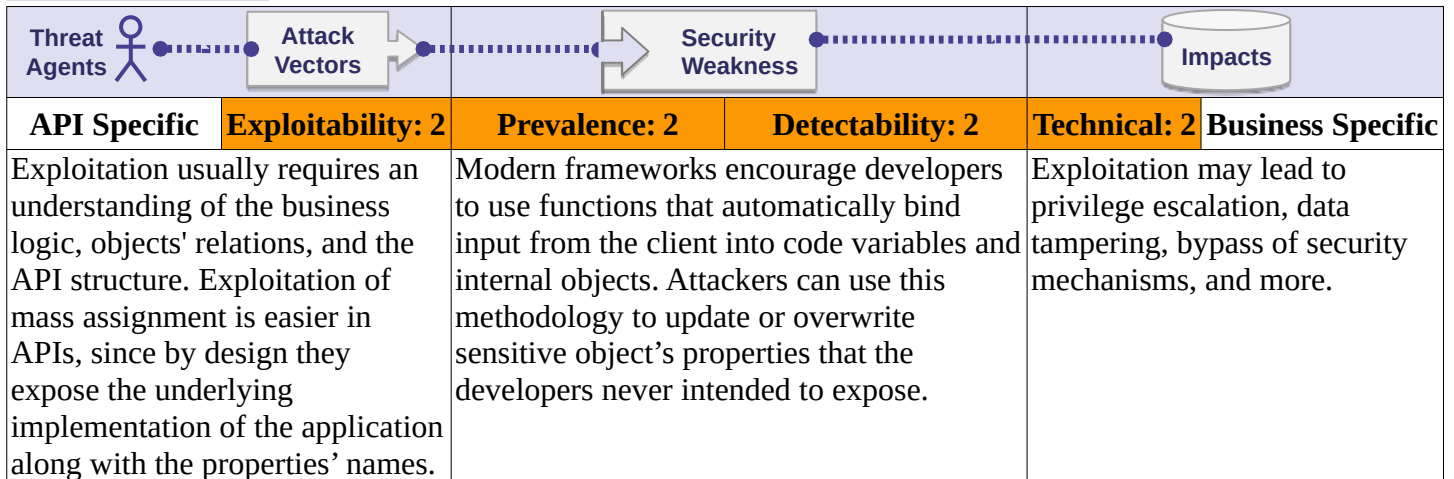 Threat
Agents
Attack
Vectors
Security
Weakness
Impacts
API Specific
Exploitability: 2
Prevalence: 2
Detectability: 2
Technical: 2
Business Specific
Exploitation usually requires an
understanding of the business
logic, objects' relations, and the
API structure. Exploitation of
mass assignment is easier in
APIs, since by design they
expose the underlying
implementation of the application
along with the properties’ names.
Modern frameworks encourage developers
to use functions that automatically bind
input from the client into code variables and
internal objects. Attackers can use this
methodology to update or overwrite
sensitive object’s properties that the
developers never intended to expose.
Exploitation may lead to
privilege escalation, data
tampering, bypass of security
mechanisms, and more.